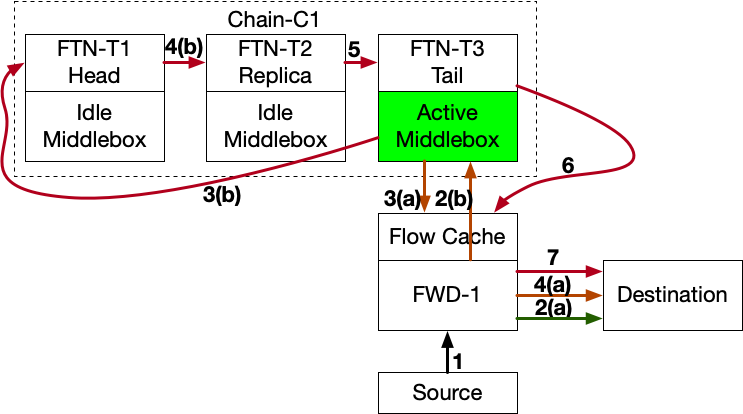 Chain-C1
FTN-T1
Head
4(b)
FTN-T2
Replica
5
FTN-T3
Tail
Idle
Middlebox
Idle
Middlebox
Active
Middlebox
6
3(b)
3(a)
2(b)
Flow Cache
7
FWD-1
4(a)
2(a)
Destination
1
Source